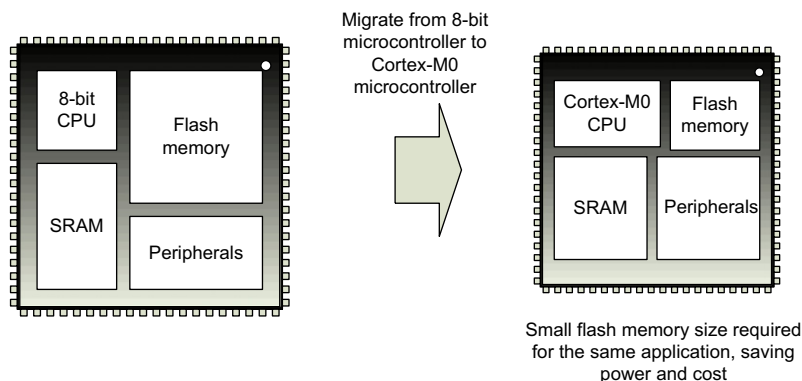 Migrate from 8-bit
microcontroller to
Cortex-M0
microcontroller
8-bit
CPU
Flash
memory
SRAM
Peripherals
Cortex-M0
CPU
Flash
memory
SRAM
Peripherals
Small flash memory size required
for the same application, saving
power and cost